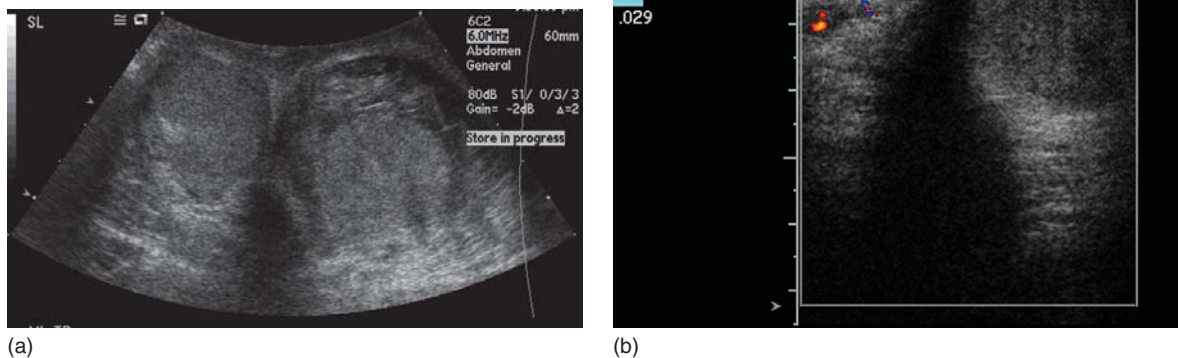 SL
6C2
6.0MHz 60mm
Abdomen
General
80dB S1/ 0/3/3
Gain= -2dB Δ=2
Store in progress
.029
(a)
(b)